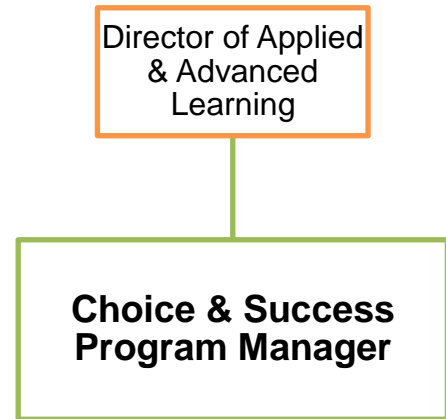 Director of Applied
& Advanced
Learning
Choice & Success
Program Manager